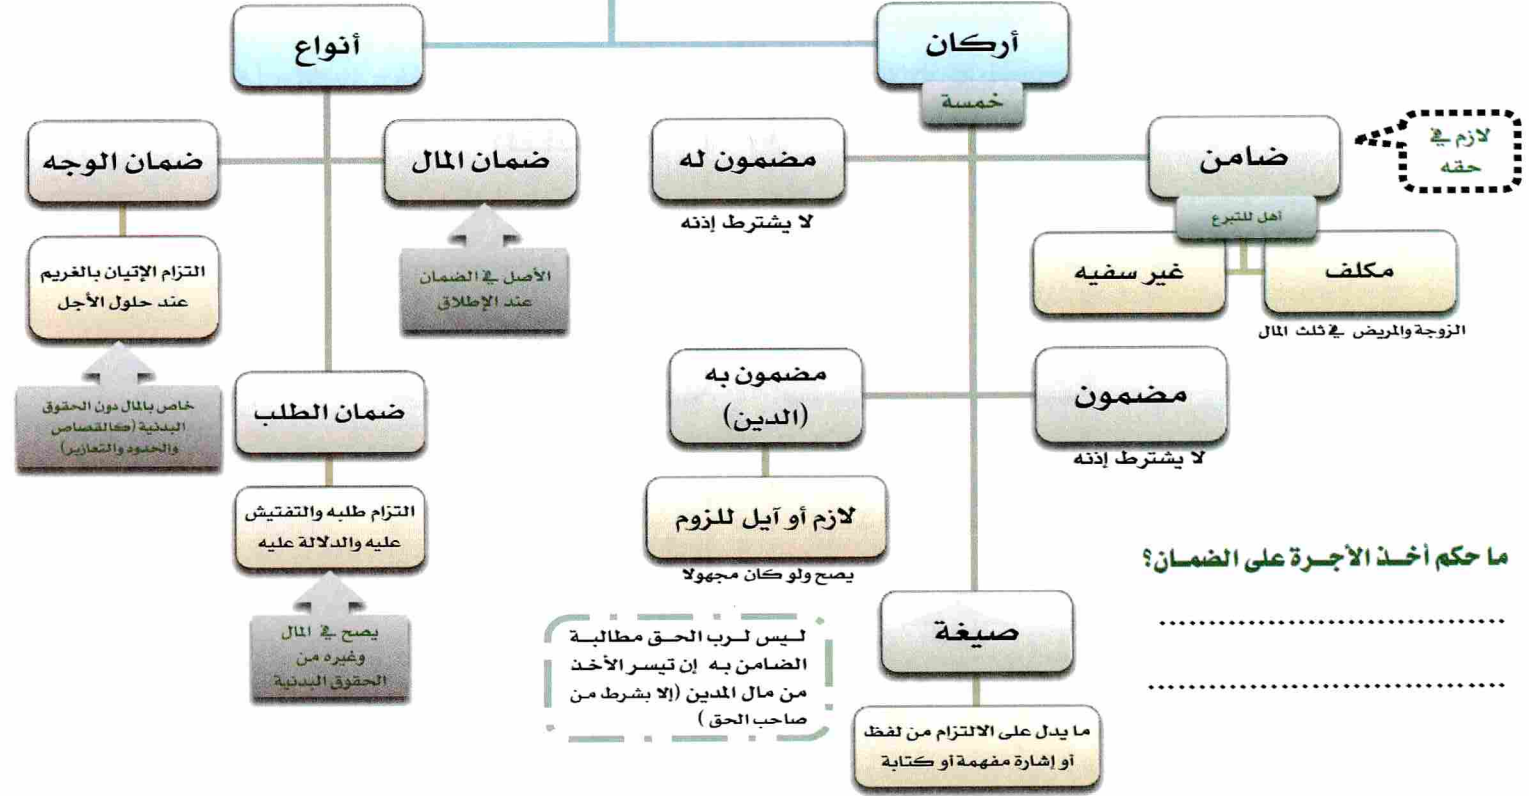 أركان
خمسة
ضامن
لازم في
حقه
أهل للتبرع
مكلف
غير سفيه
الزوجة والمريض في ثلث المال
مضمون له
لا يشترط إذنه
مضمون
لا يشترط إذنه
مضمون به
(الدين)
لازم أو آيل للزوم
يصح ولو كان مجهولا
صيغة
ما يدل على الالتزام من لفظ
أو إشارة مفهمة أو كتابة
ليس لرب الحق مطالبة
الضامن به إن تيسر الأخذ
من مال المدين (إلا بشرط من
صاحب الحق)
ما حكم أخذ الأجرة على الضمان؟
..................................
..................................
أنواع
ضمان المال
الأصل في الضمان
عند الإطلاق
ضمان الوجه
التزام الإتيان بالغريم
عند حلول الأجل
خاص بالمال دون الحقوق
البدنية (كالقصاص
والحدود والتعازير)
ضمان الطلب
التزام طلبه والتفتيش
عليه والدلالة عليه
يصح في المال
وغيره من
الحقوق البدنية